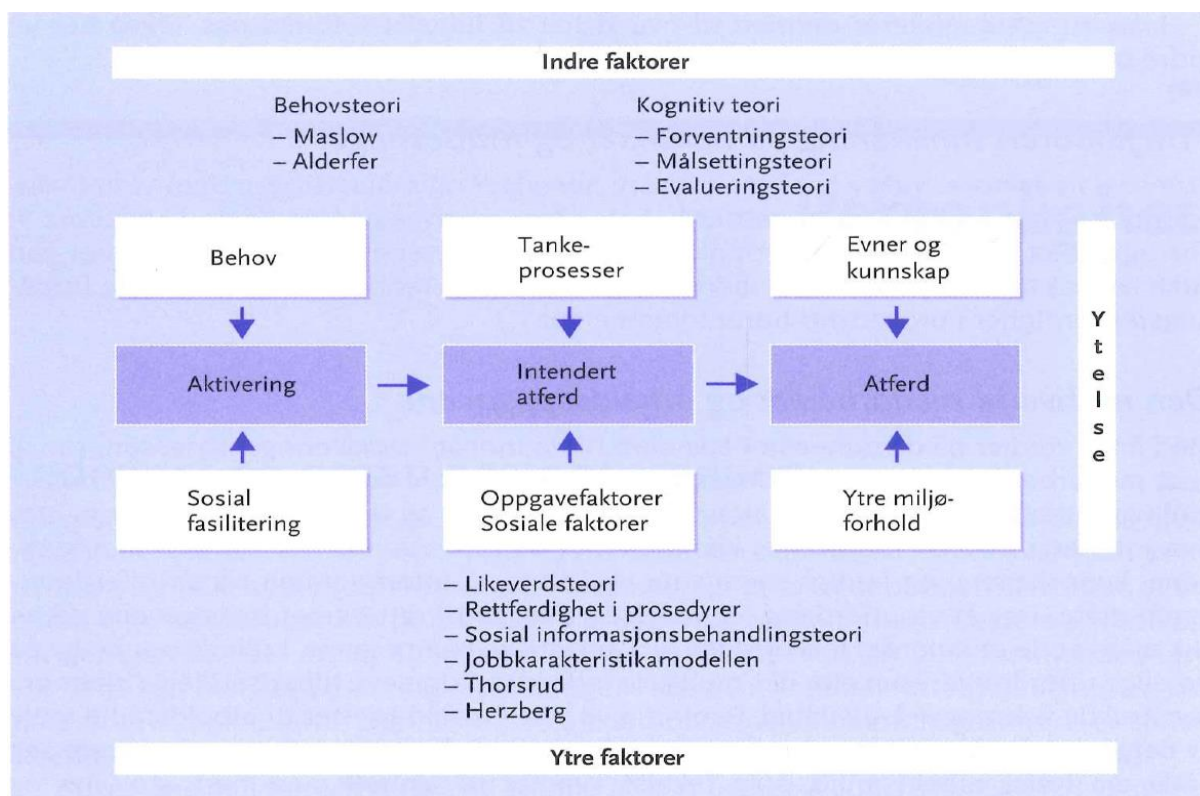 Indre faktorer
Behovsteori
– Maslow
– Alderfer
Kognitiv teori
– Forventningsteori
– Målsettingsteori
– Evalueringsteori
Behov
Tanke-
prosesser
Evner og
kunnskap
Aktivering
Intendert
atferd
Atferd
Sosial
fasilitering
Oppgavefaktorer
Sosiale faktorer
Ytre miljø-
forhold
Ytelse
– Likeverdsteori
– Rettferdighet i prosedyrer
– Sosial informasjonsbehandlingsteori
– Jobbkarakteristikamodellen
– Thorsrud
– Herzberg
Ytre faktorer